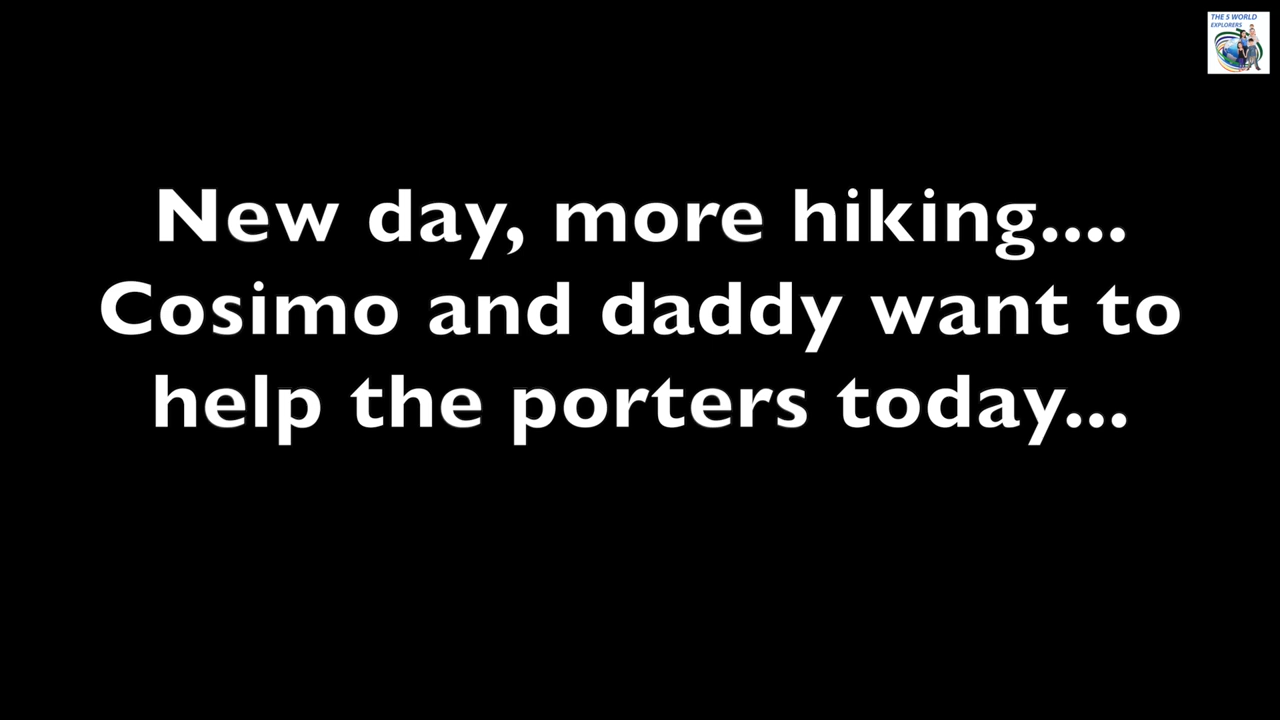 THE 5 WORLD
EXPLORERS
New day, more hiking....
Cosimo and daddy want to
help the porters today...